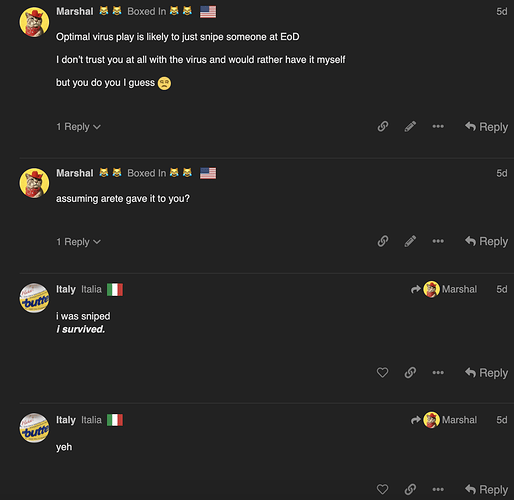 Marshal Boxed In 5d
Optimal virus play is likely to just snipe someone at EoD
I don't trust you at all with the virus and would rather have it myself
but you do you I guess
1 Reply Reply
Marshal Boxed In 5d
assuming arete gave it to you?
1 Reply Reply
Italy Italia Marshal 5d
i was sniped
i survived.
Reply
Italy Italia Marshal 5d
yeh
Reply